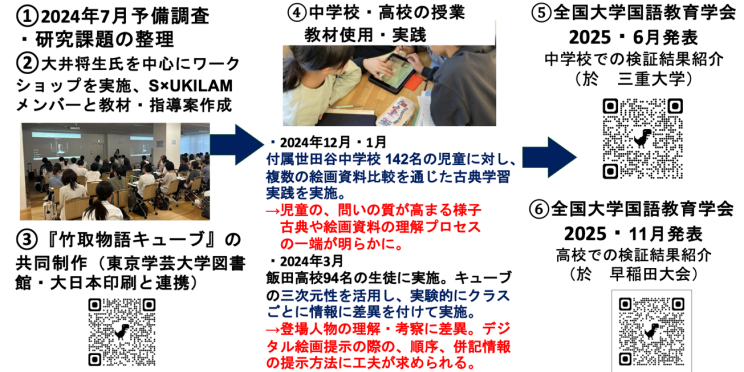 ①2024年7月予備調査
・研究課題の整理
②大井将生氏を中心にワーク
ショップを実施、S×UKILAM
メンバーと教材・指導案作成
③『竹取物語キューブ』の
共同制作（東京学芸大学図書
館・大日本印刷と連携）
④中学校・高校の授業
教材使用・実践
・2024年12月・1月
付属世田谷中学校 142名の児童に対し、
複数の絵画資料比較を通じた古典学習
実践を実施。
→児童の、問いの質が高まる様子
古典や絵画資料の理解プロセス
の一端が明らかに。
・2024年3月
飯田高校94名の生徒に実施。キューブ
の三次元性を活用し、実験的にクラス
ごとに情報に差異を付けて実施。
→登場人物の理解・考察に差異。デジ
タル絵画提示の際の、順序、併記情報
の提示方法に工夫が求められる。
⑤全国大学国語教育学会
2025・6月発表
中学校での検証結果紹介
（於　三重大学）
⑥全国大学国語教育学会
2025・11月発表
高校での検証結果紹介
（於　早稲田大会）